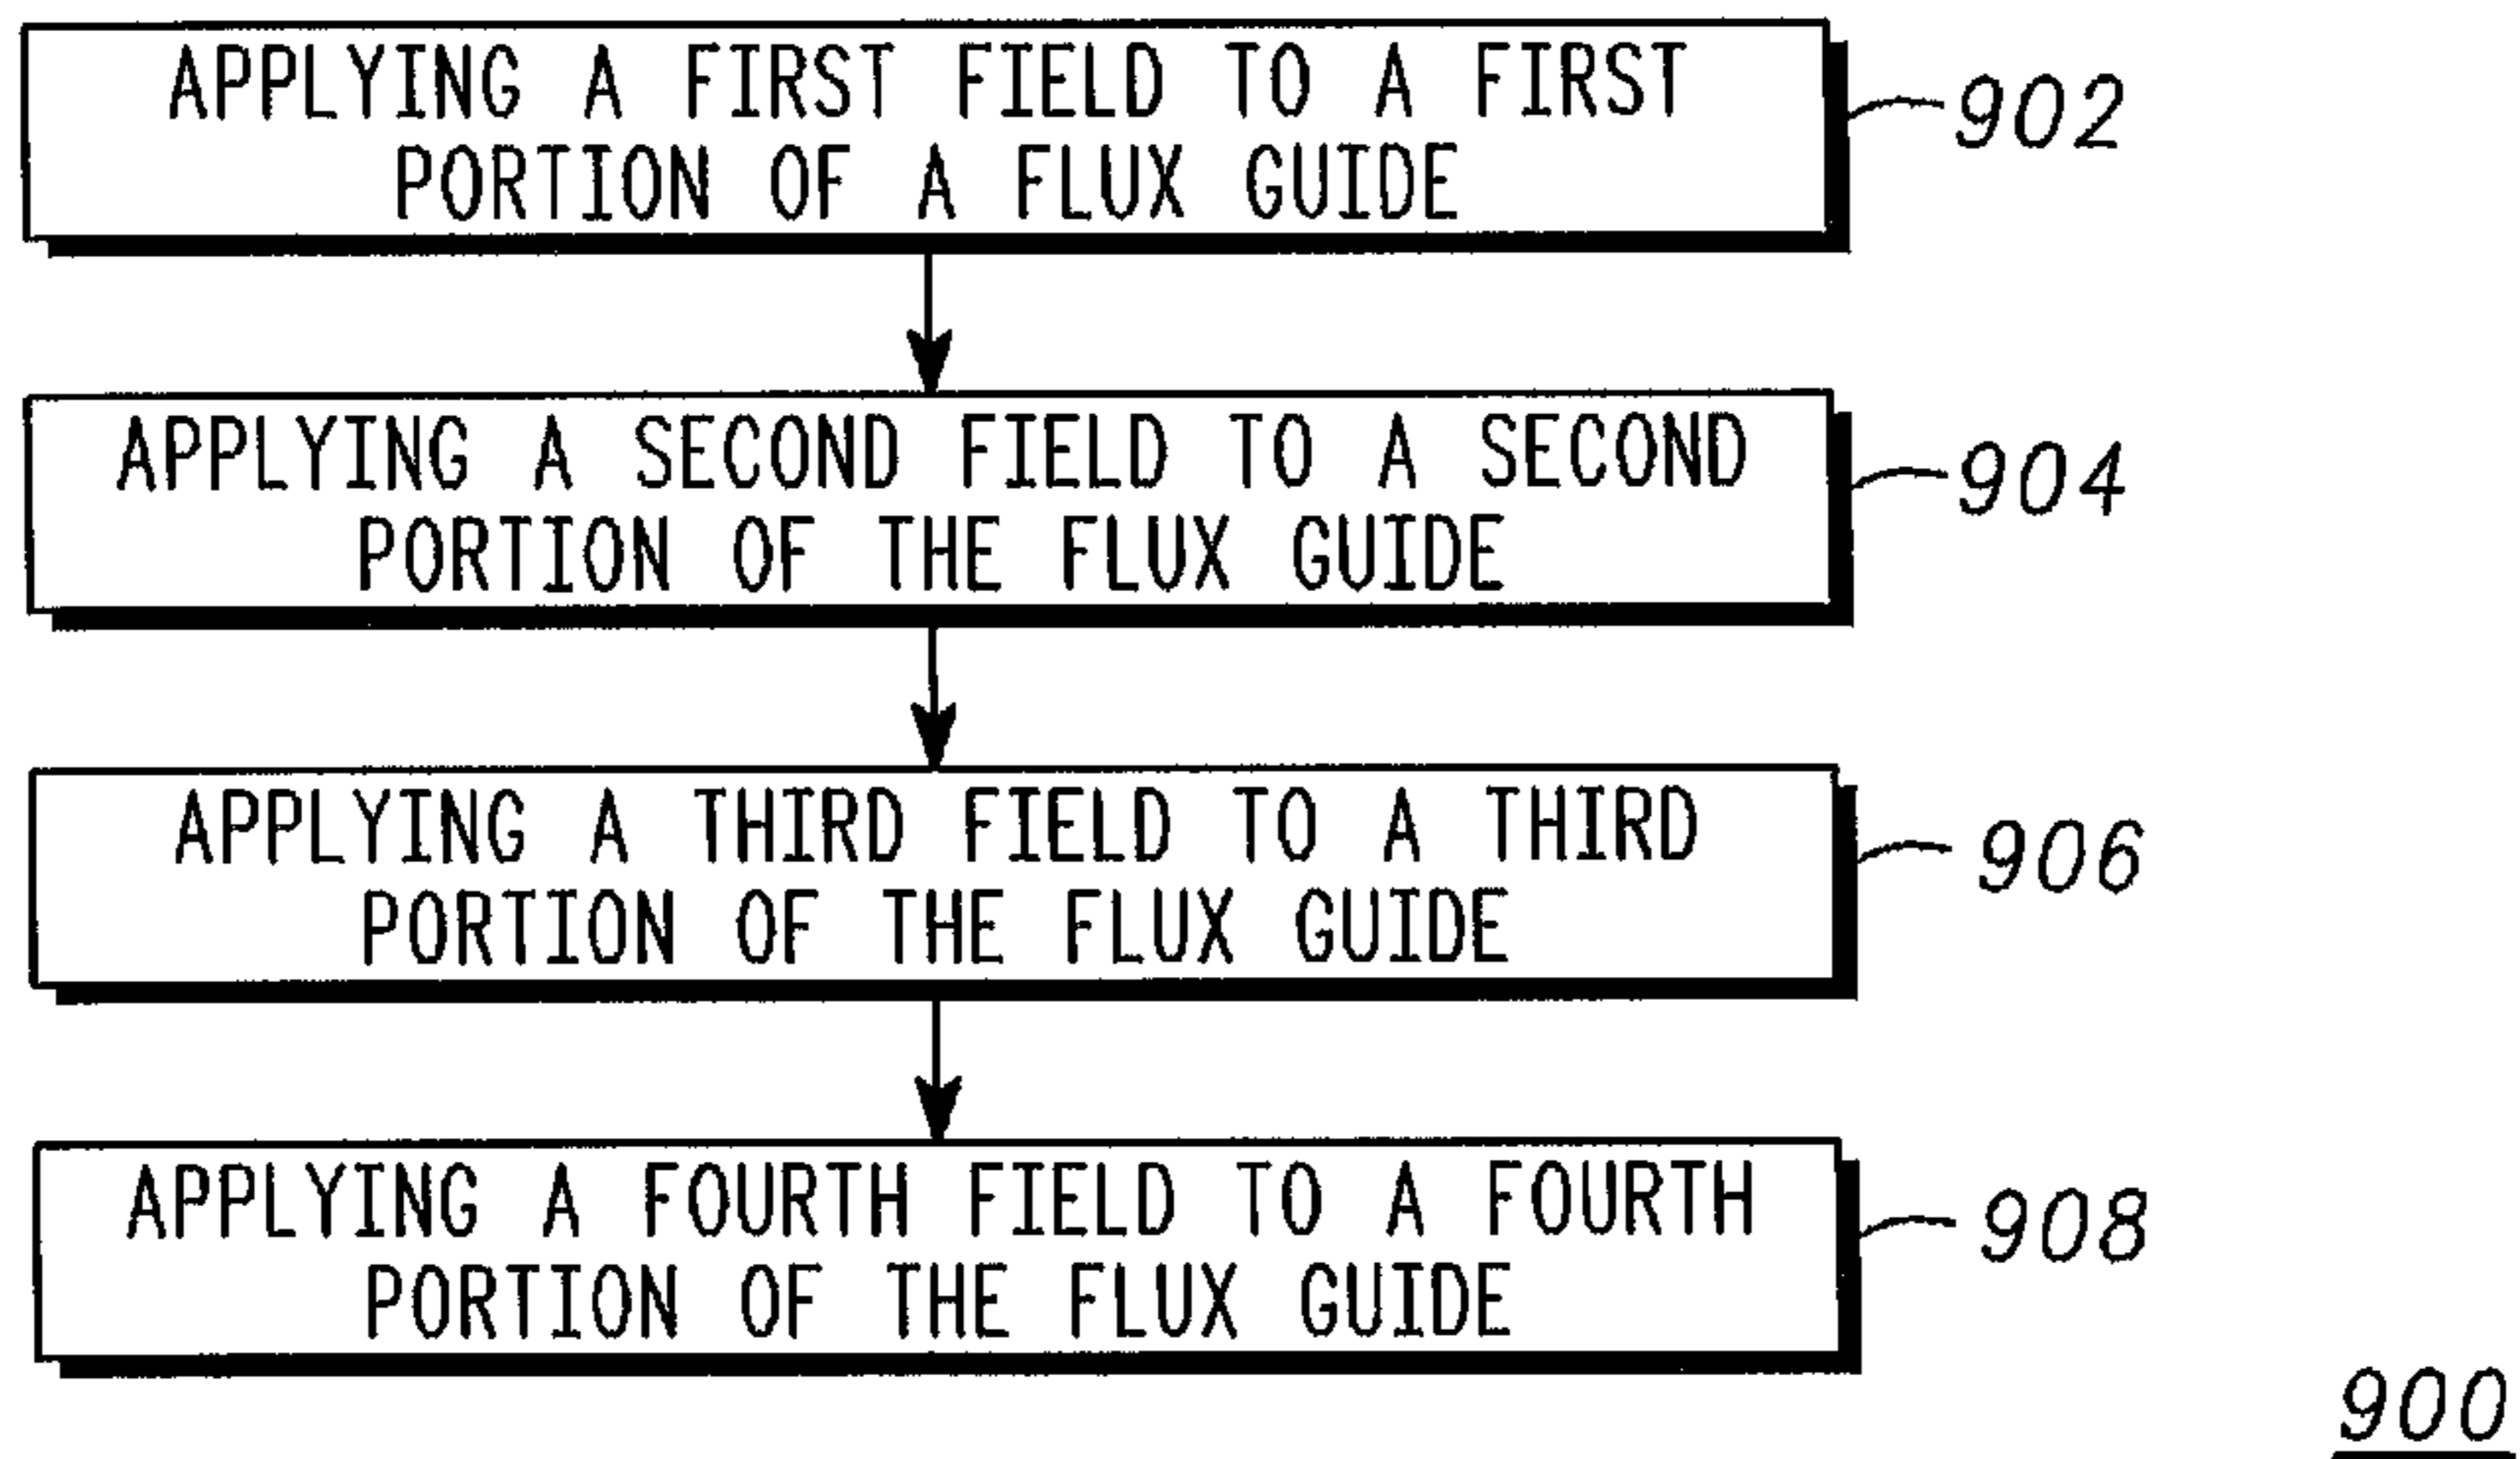 APPLYING A FIRST FIELD TO A FIRST
PORTION OF A FLUX GUIDE
902
APPLYING A SECOND FIELD TO A SECOND
PORTION OF THE FLUX GUIDE
904
APPLYING A THIRD FIELD TO A THIRD
PORTION OF THE FLUX GUIDE
906
APPLYING A FOURTH FIELD TO A FOURTH
PORTION OF THE FLUX GUIDE
908
900